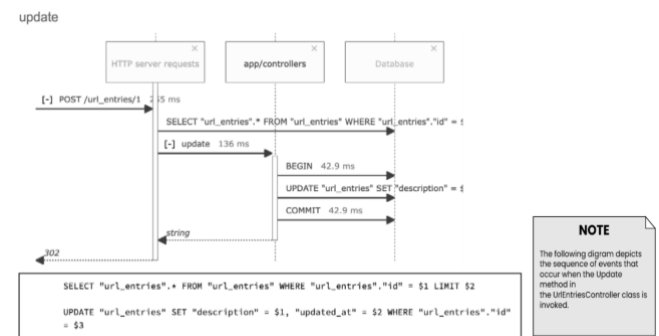 update
HTTP server requests
app/controllers
Database
[-] POST /url_entries/1
ms
SELECT "url_entries".* FROM "url_entries" WHERE "url_entries"."id" =
[-] update 136 ms
BEGIN 42.9 ms
UPDATE "url_entries" SET "description" =
COMMIT 42.9 ms
string
302
SELECT "url_entries".* FROM "url_entries" WHERE "url_entries"."id" = $1 LIMIT $2
UPDATE "url_entries" SET "description" = $1, "updated_at" = $2 WHERE "url_entries"."id"
= $3
NOTE
The following digram depicts
the sequence of events that
occur when the Update
method in
the UrlEntriesController class is
invoked.